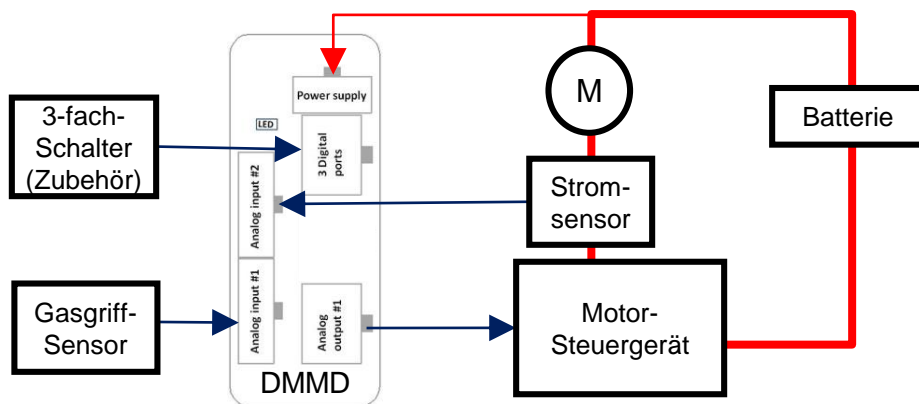 3-fach-
Schalter
(Zubehör)
Gasgriff-
Sensor
Power supply
LED
3 Digital
ports
Analog input #2
Analog input #1
Analog
output #1
DMMD
M
Strom-
sensor
Motor-
Steuergerät
Batterie